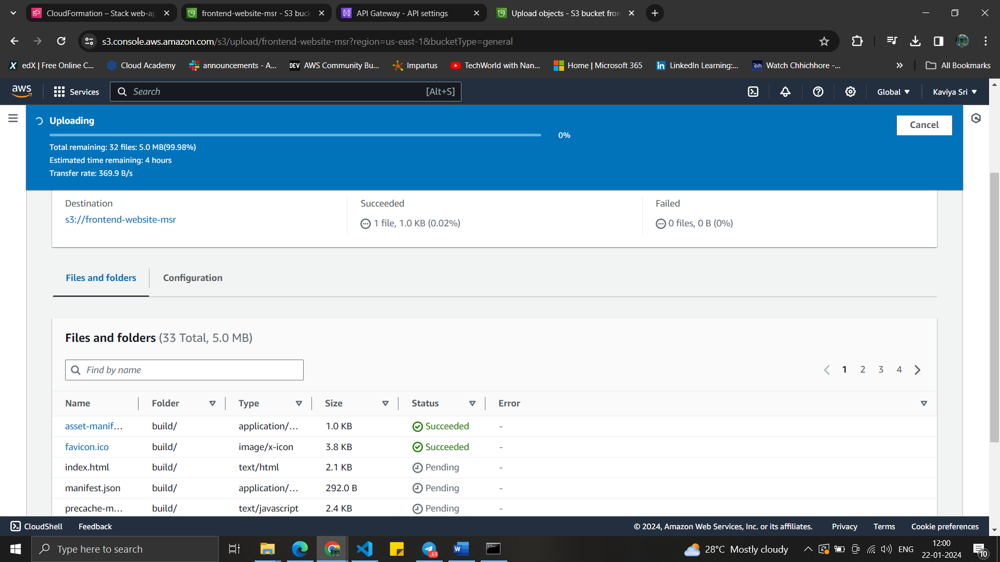 CloudFormation – Stack web-ap
frontend-website-msr - S3 buck
API Gateway - API settings
Upload objects - S3 bucket fron
s3.console.aws.amazon.com/s3/upload/frontend-website-msr?region=us-east-1&bucketType=general
edX | Free Online C...
Cloud Academy
announcements - A...
DEV AWS Community Bu...
Impartus
TechWorld with Nan...
Home | Microsoft 365
LinkedIn Learning:...
Watch Chhichhore -...
All Bookmarks
aws
Services
Search
[Alt+S]
Global
Kaviya Sri
Uploading
Cancel
0%
Total remaining: 32 files: 5.0 MB(99.98%)
Estimated time remaining: 4 hours
Transfer rate: 369.9 B/s
Destination
s3://frontend-website-msr
Succeeded
1 file, 1.0 KB (0.02%)
Failed
0 files, 0 B (0%)
Files and folders
Configuration
Files and folders (33 Total, 5.0 MB)
Find by name
1 2 3 4
Name Folder Type Size Status Error
asset-manif... build/ application/... 1.0 KB Succeeded -
favicon.ico build/ image/x-icon 3.8 KB Succeeded -
index.html build/ text/html 2.1 KB Pending -
manifest.json build/ application/... 292.0 B Pending -
precache-m... build/ text/javascript 2.4 KB Pending -
CloudShell
Feedback
© 2024, Amazon Web Services, Inc. or its affiliates.
Privacy
Terms
Cookie preferences
Type here to search
..69
28°C Mostly cloudy
ENG
12:00
22-01-2024
10